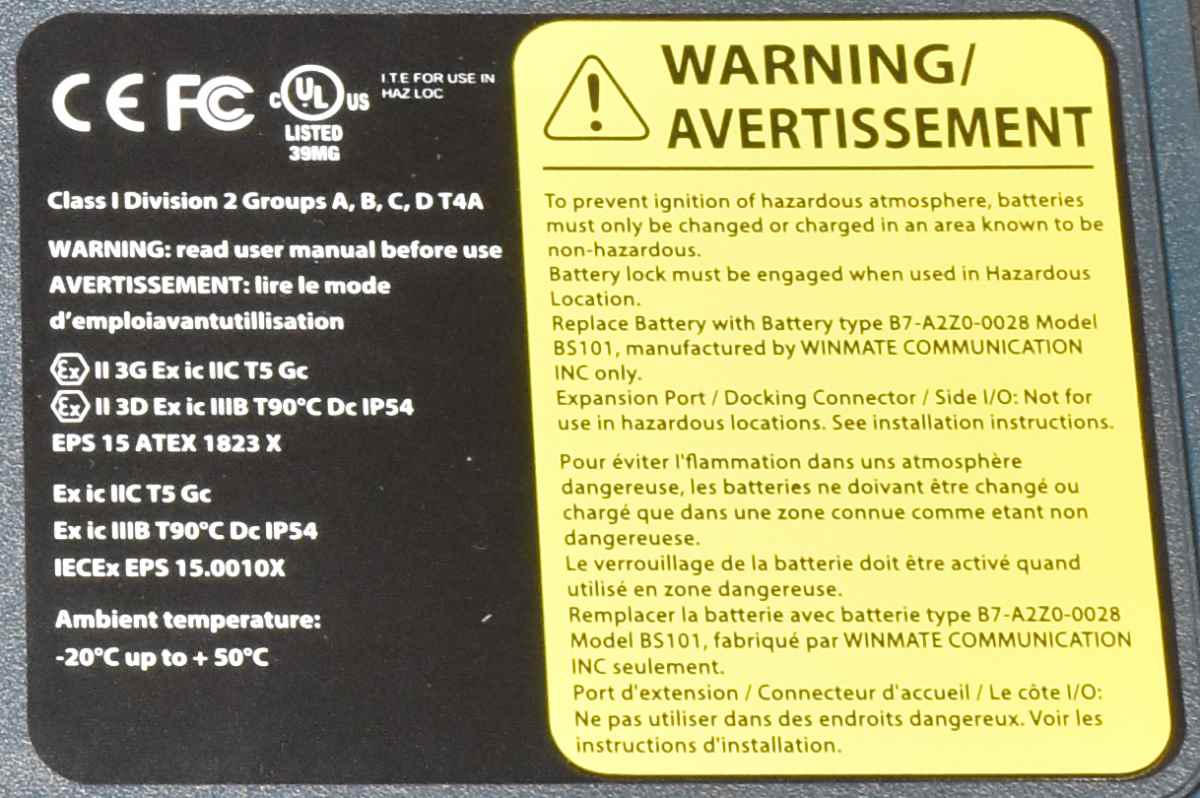 CE FC c UL US I.T.E FOR USE IN
HAZ LOC
LISTED
39MG
Class I Division 2 Groups A, B, C, D T4A
WARNING: read user manual before use
AVERTISSEMENT: lire le mode
d'emploiavantutillisation
Ex II 3G Ex ic IIC T5 Gc
Ex II 3D Ex ic IIIB T90°C Dc IP54
EPS 15 ATEX 1823 X
Ex ic IIC T5 Gc
Ex ic IIIB T90°C Dc IP54
IECEx EPS 15.0010X
Ambient temperature:
-20°C up to + 50°C
WARNING/
AVERTISSEMENT
To prevent ignition of hazardous atmosphere, batteries
must only be changed or charged in an area known to be
non-hazardous.
Battery lock must be engaged when used in Hazardous
Location.
Replace Battery with Battery type B7-A2Z0-0028 Model
BS101, manufactured by WINMATE COMMUNICATION
INC only.
Expansion Port / Docking Connector / Side I/O: Not for
use in hazardous locations. See installation instructions.
Pour éviter l'flammation dans uns atmosphère
dangereuse, les batteries ne doivant être changé ou
chargé que dans une zone connue comme etant non
dangereuese.
Le verrouillage de la batterie doit être activé quand
utilisé en zone dangereuse.
Remplacer la batterie avec batterie type B7-A2Z0-0028
Model BS101, fabriqué par WINMATE COMMUNICATION
INC seulement.
Port d'extension / Connecteur d'accueil / Le côte I/O:
Ne pas utiliser dans des endroits dangereux. Voir les
instructions d'installation.